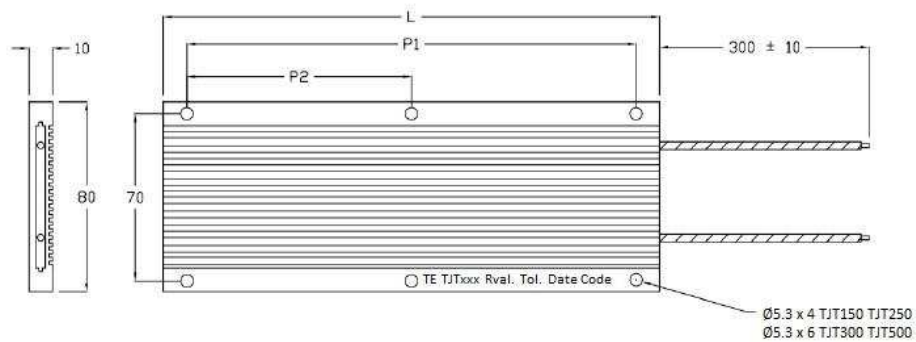 L
10
P1
300 ± 10
P2
80
70
TE TJTxxx Rval. Tol. Date Code
Ø5.3 x 4 TJT150 TJT250
Ø5.3 x 6 TJT300 TJT500